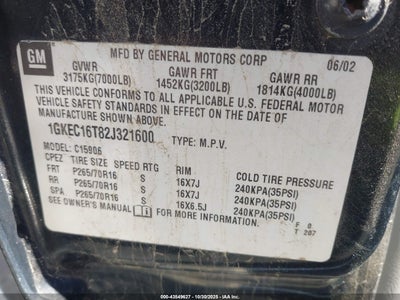 GM
MFD BY GENERAL MOTORS CORP
06/02
GVWR GAWR FRT GAWR RR
3175KG(7000LB) 1452KG(3200LB) 1814KG(4000LB)
THIS VEHICLE CONFORMS TO ALL APPLICABLE U.S. FEDERAL MOTOR
VEHICLE SAFETY STANDARDS IN EFFECT ON THE DATE OF
MANUFACTURE SHOWN ABOVE.
1GKEC16T82J321600 TYPE: M.P.V.
MODEL: C15906
CPEZ TIRE SIZE SPEED RTG RIM COLD TIRE PRESSURE
FRT P265/70R16 S 16X7J 240KPA(35PSI)
RR P265/70R16 S 16X7J 240KPA(35PSI)
SPA P265/70R16 S 16X6.5J 240KPA(35PSI)
SEE OWNER'S MANUAL FOR ADDITIONAL INFORMATION
F 0
T 207
000-43549637 - 10/30/2025 - IAA Inc.